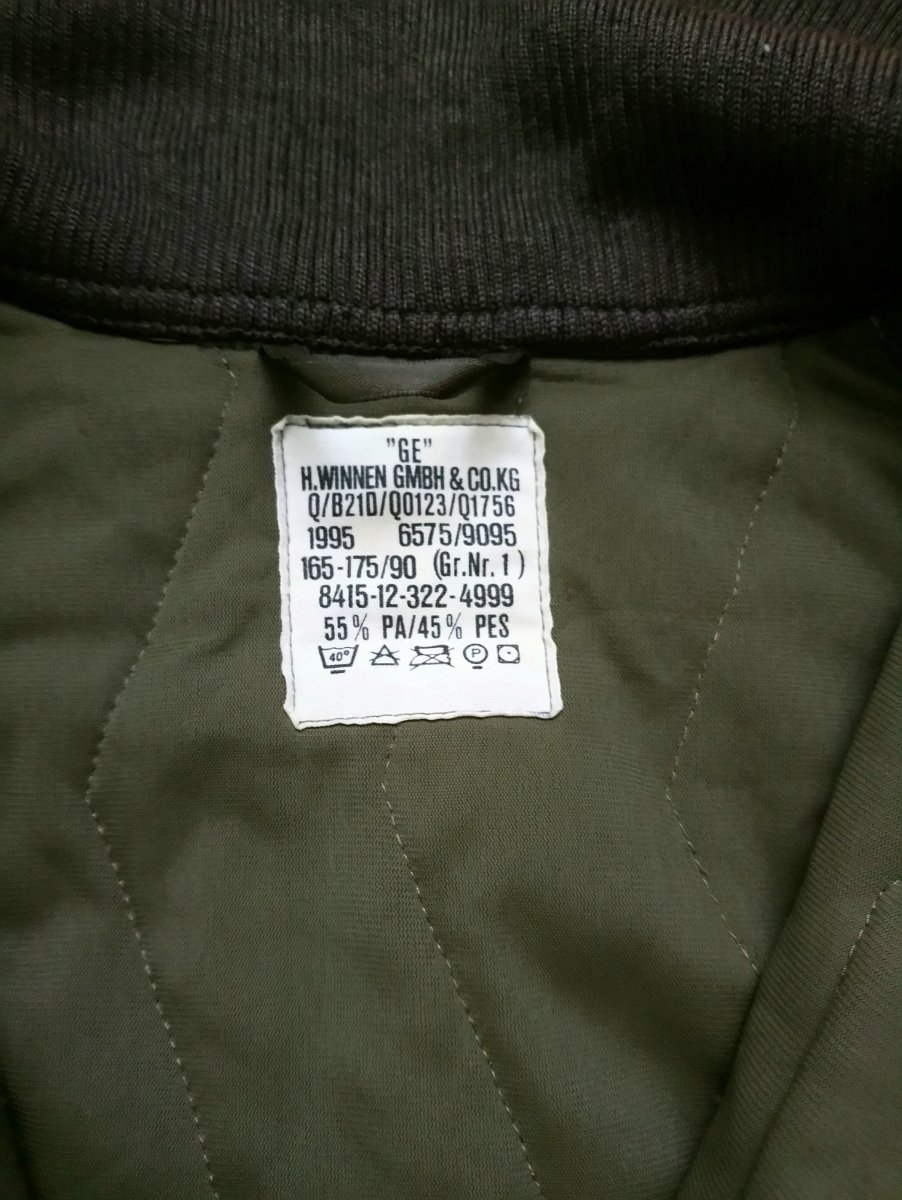 "GE"
H.WINNEN GMBH & CO.KG
Q/B21D/Q0123/Q1756
1995 6575/9095
165-175/90 (Gr.Nr.1)
8415-12-322-4999
55% PA/45% PES
40° P